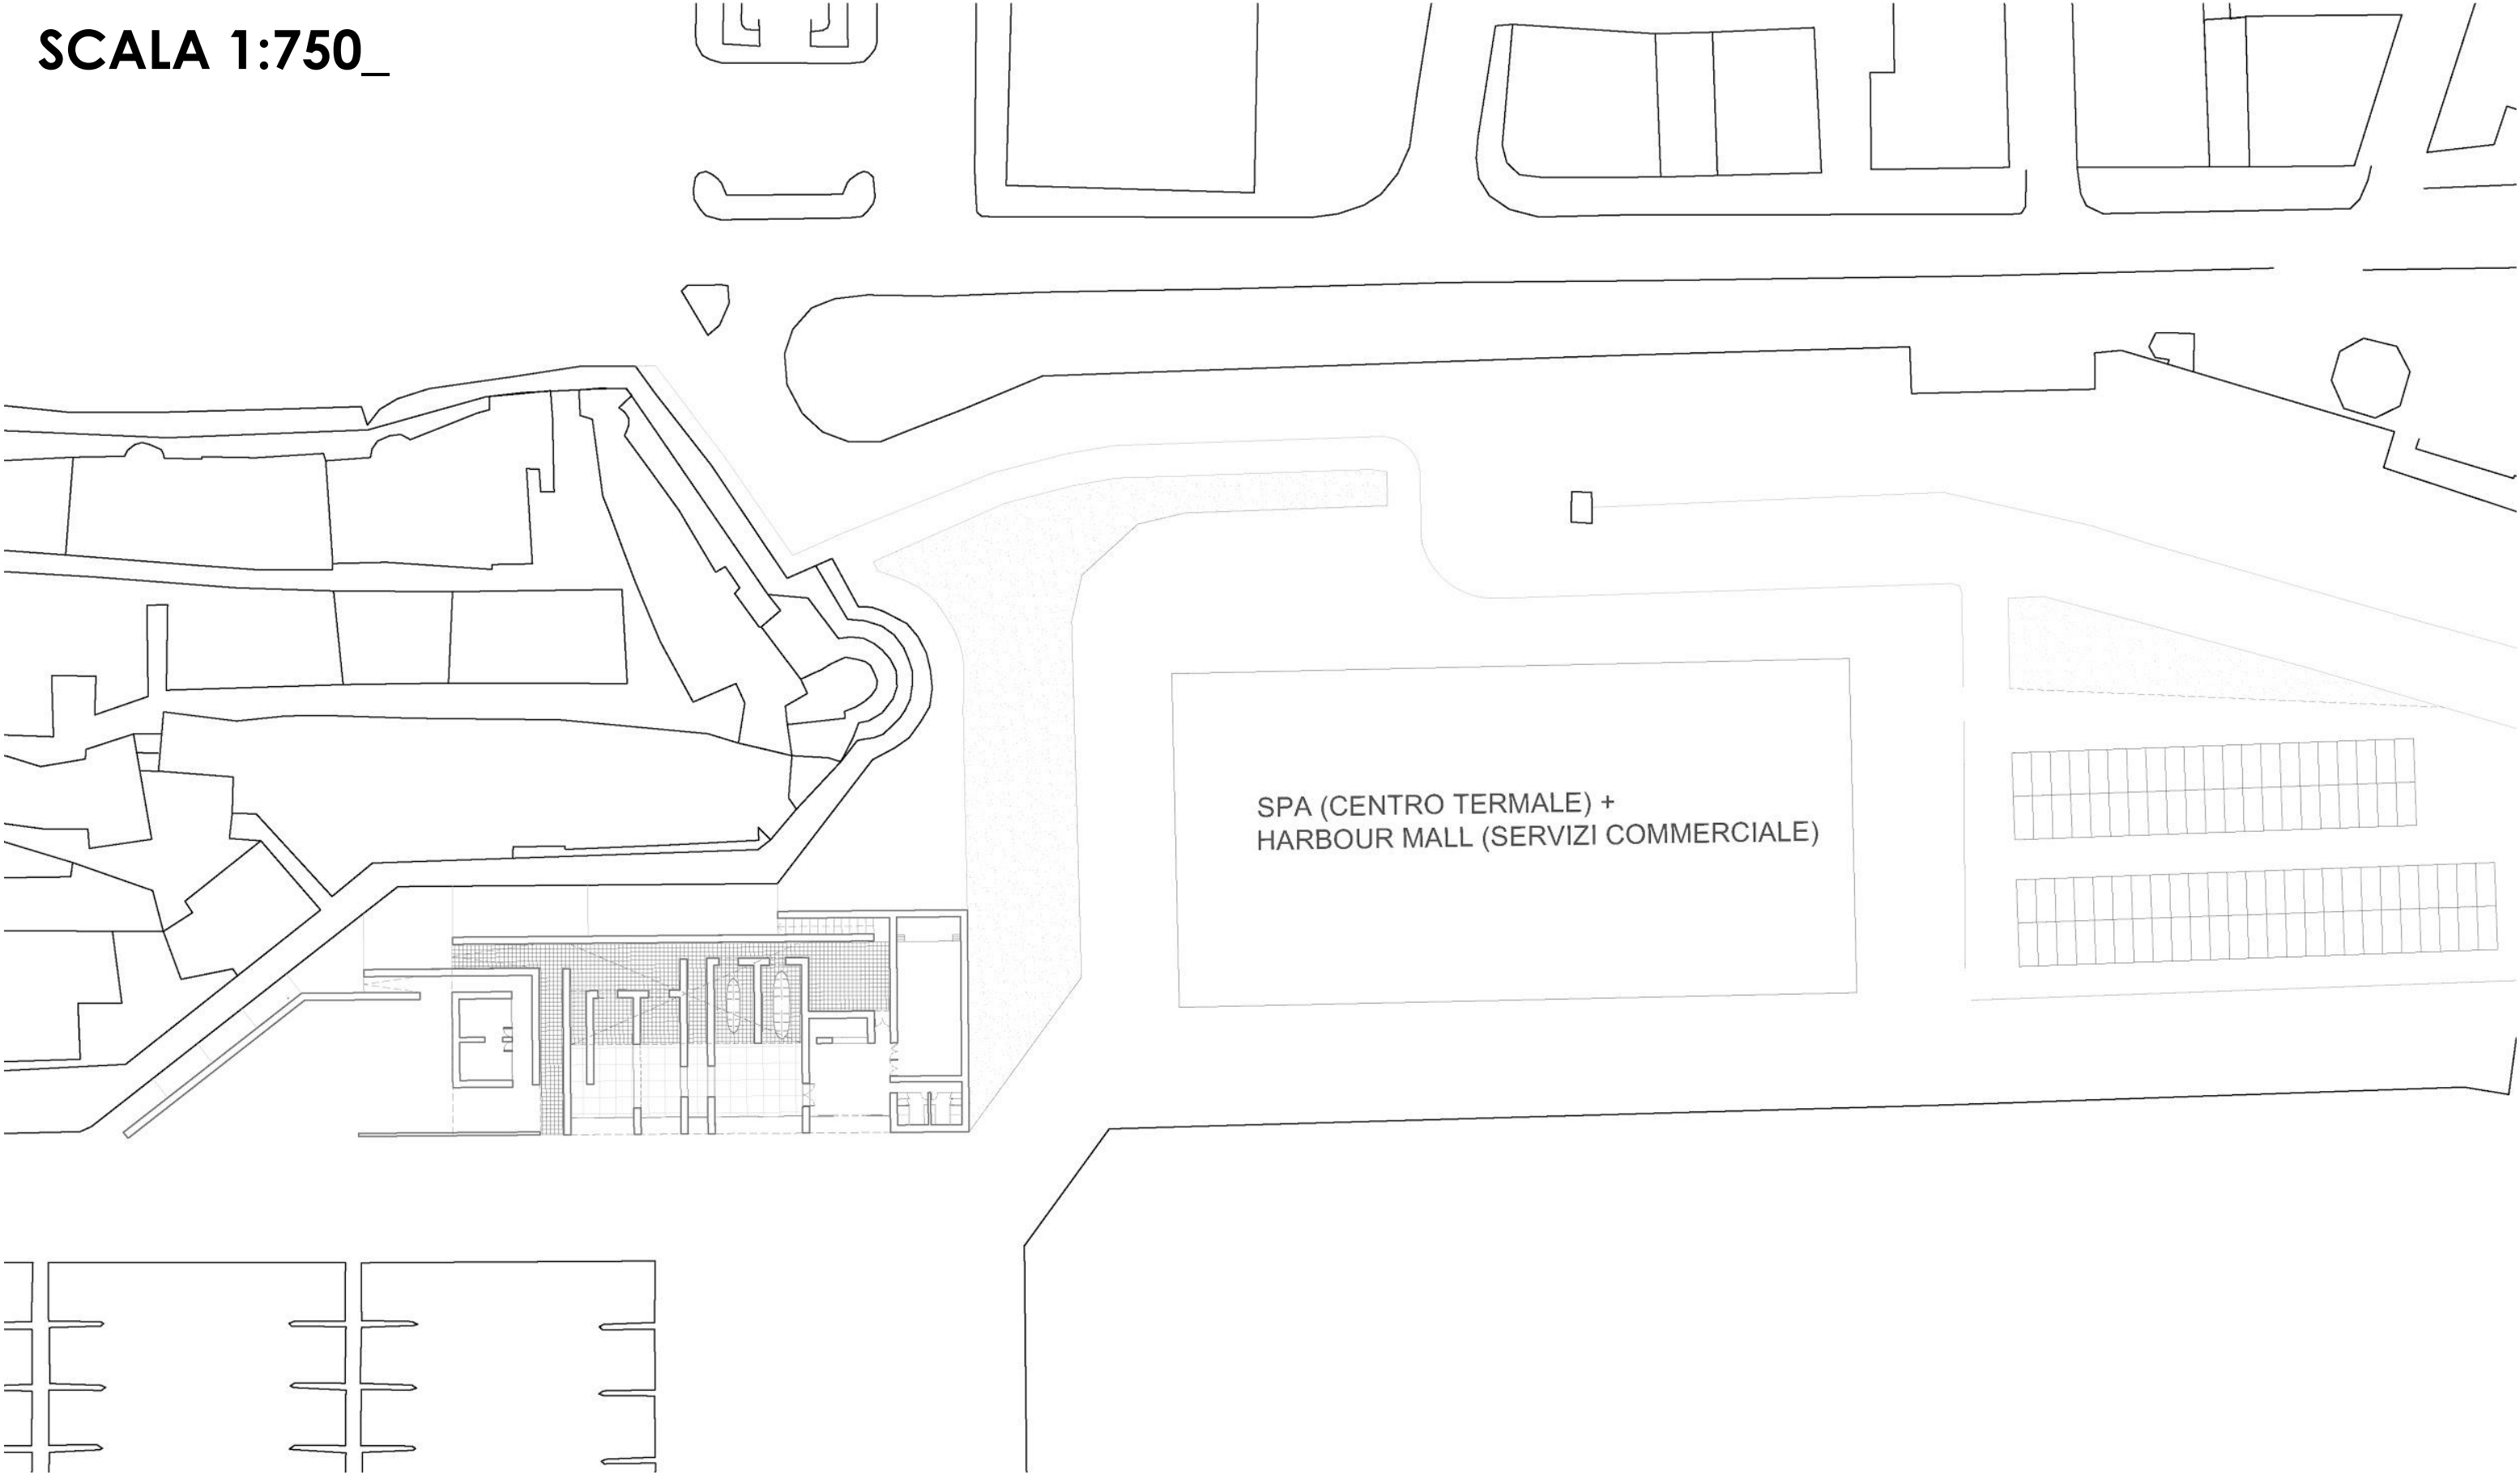 SCALA 1:750_
SPA (CENTRO TERMALE) +
HARBOUR MALL (SERVIZI COMMERCIALE)